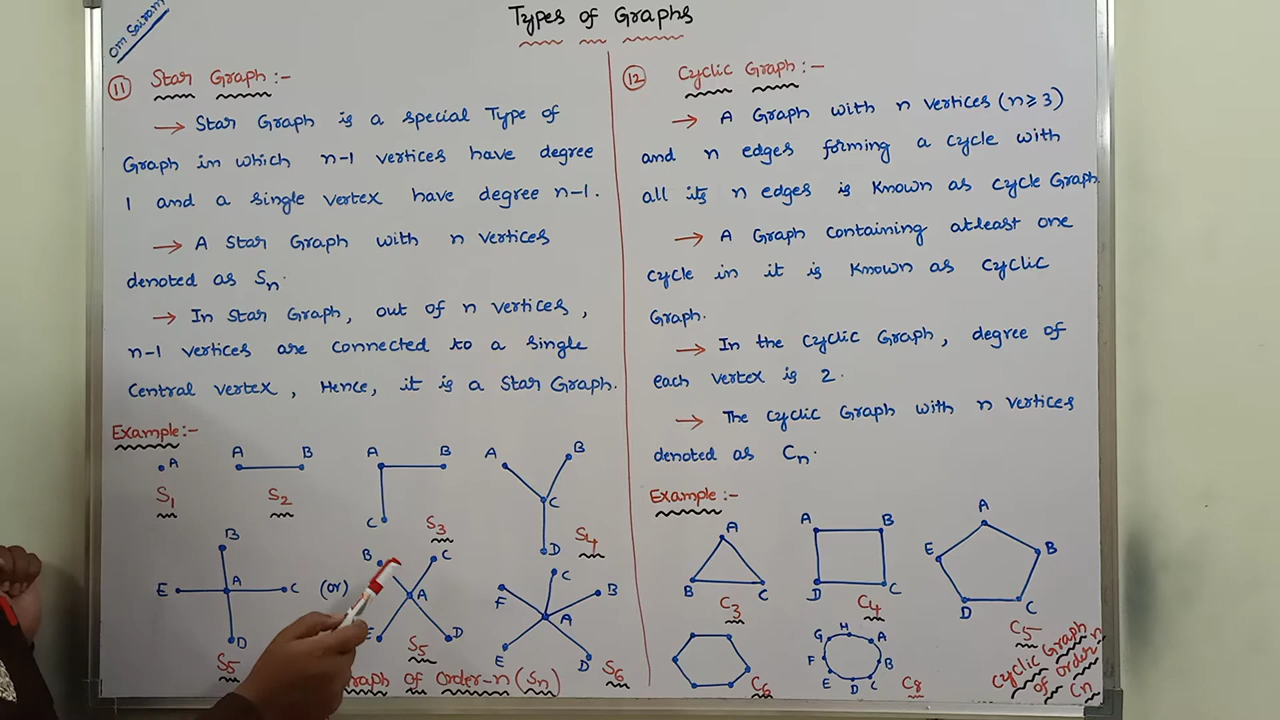 Om Sairam
Types of Graphs
11 Star Graph :-
→ Star Graph is a special Type of
Graph in which n-1 vertices have degree
1 and a single vertex have degree n-1.
→ A Star Graph with n vertices
denoted as Sn.
→ In Star Graph, out of n vertices,
n-1 vertices are connected to a single
Central vertex, Hence, it is a Star Graph.
Example:-
A
S1
A B
S2
A B
C
S3
A B
C
D
S4
B
E A C
D
S5
(or)
B C
A
E D
S5
C
F B
A
E D
S6
Graph of Order-n (Sn)
12 Cyclic Graph :-
→ A Graph with n vertices (n≥3)
and n edges forming a cycle with
all its n edges is known as cycle Graph.
→ A Graph containing atleast one
cycle in it is known as cyclic
Graph.
→ In the cyclic Graph, degree of
each vertex is 2.
→ The cyclic Graph with n vertices
denoted as Cn.
Example :-
A
B C
C3
A B
D C
C4
A
E B
D C
C5
C6
H
G A
F B
E D C
C8
Cyclic Graph
of order n
Cn